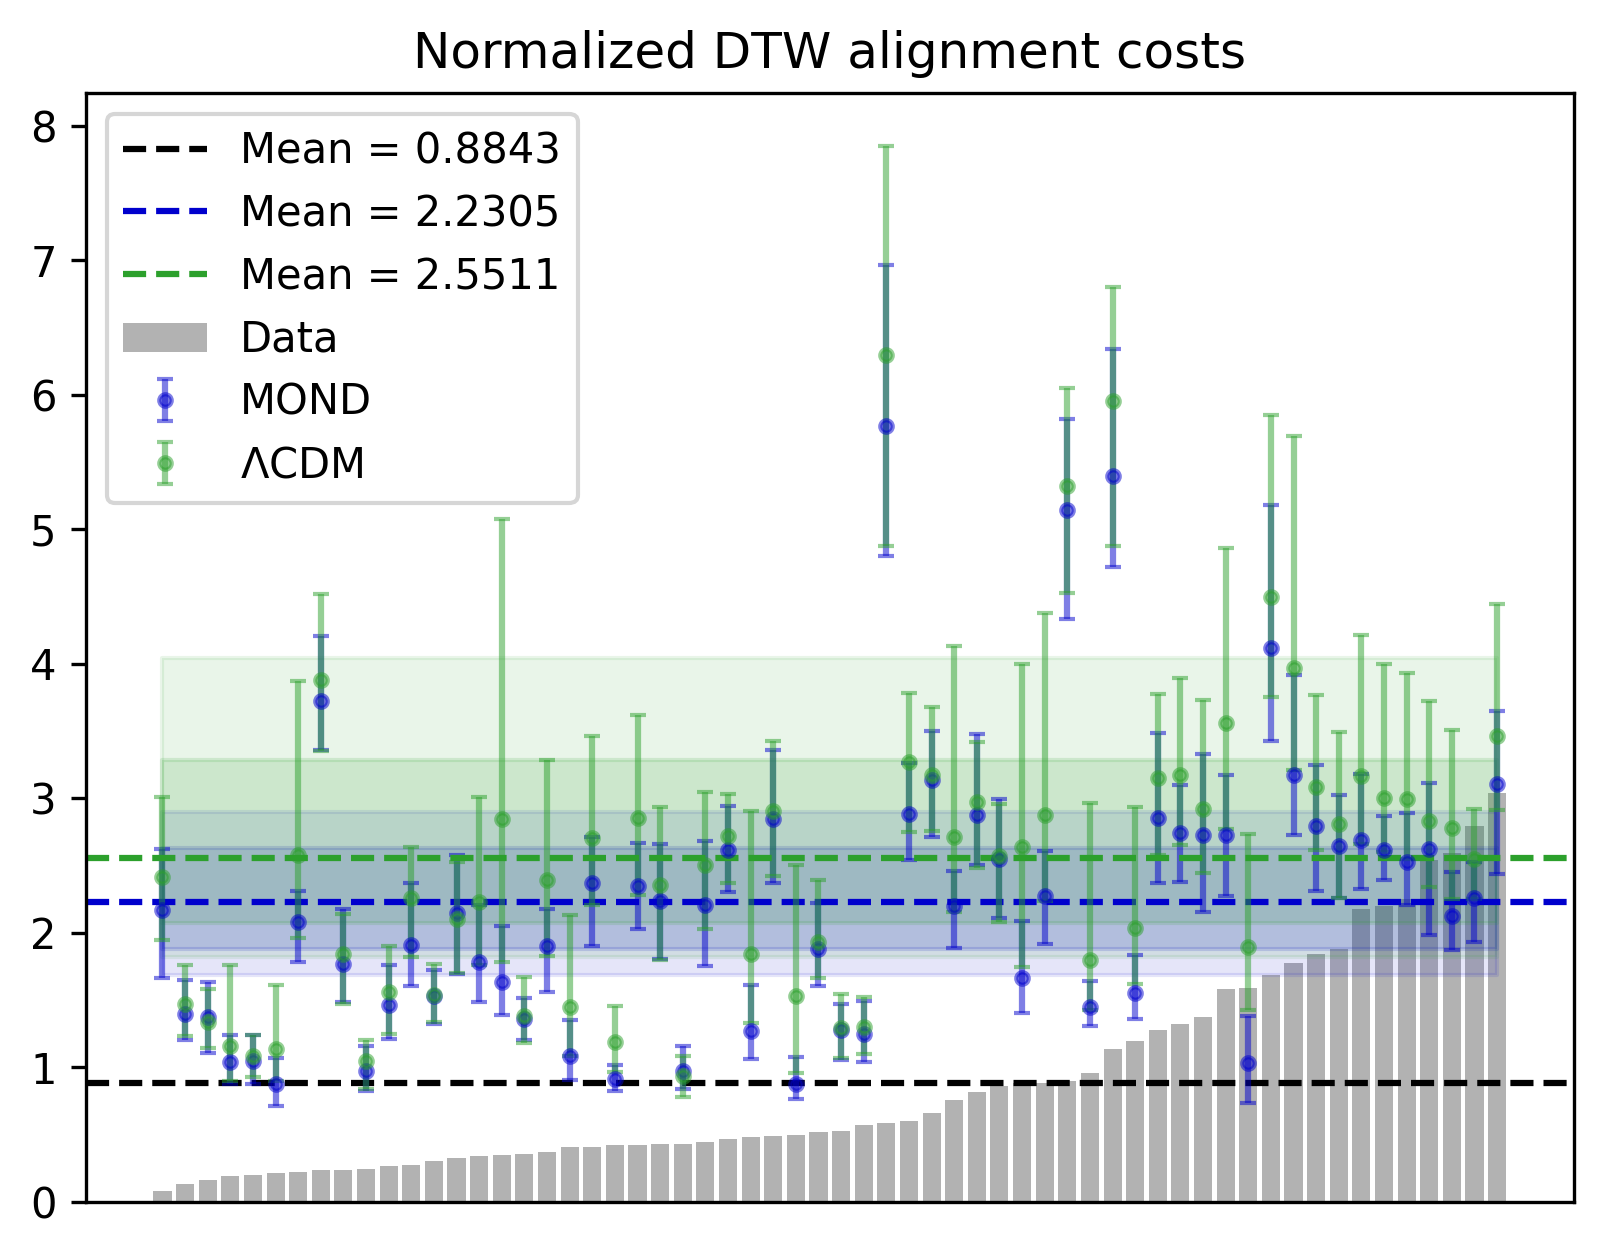 Normalized DTW alignment costs
8
7
6
5
4
3
2
1
0
Mean = 0.8843
Mean = 2.2305
Mean = 2.5511
Data
MOND
ΛCDM